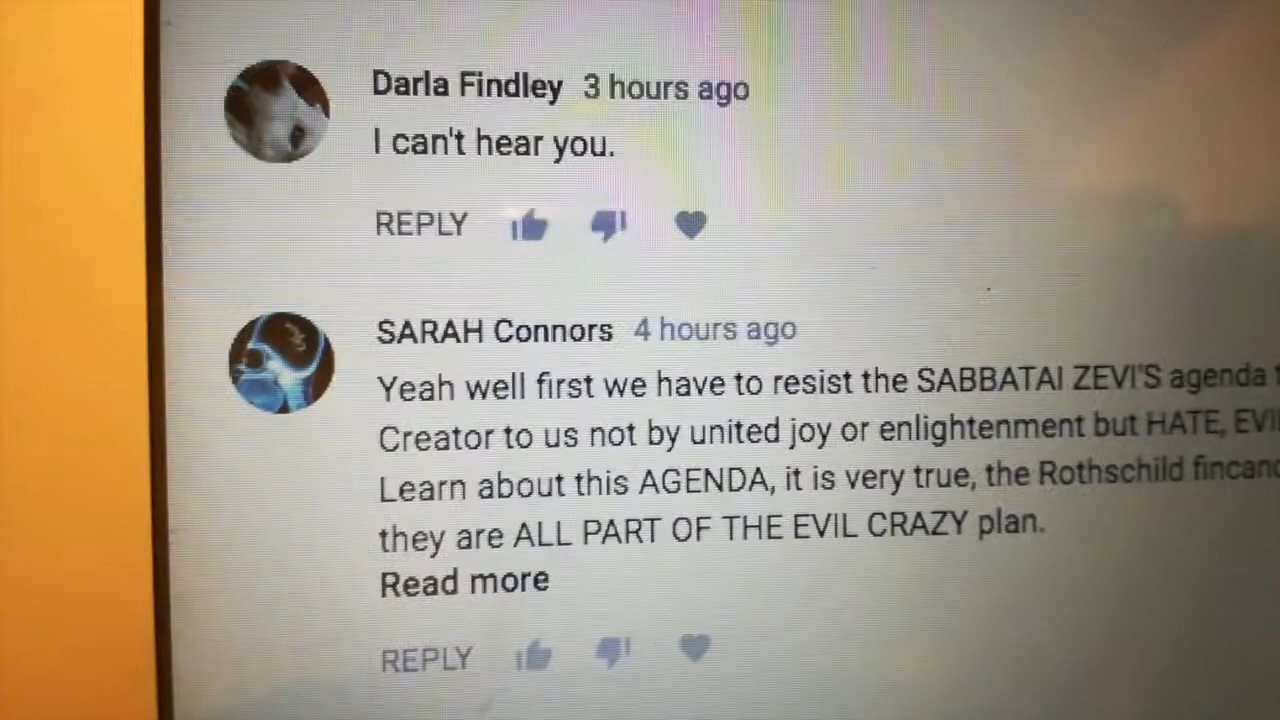 Darla Findley 3 hours ago
I can't hear you.
REPLY
SARAH Connors 4 hours ago
Yeah well first we have to resist the SABBATAI ZEVI'S agenda
Creator to us not by united joy or enlightenment but HATE,
Learn about this AGENDA, it is very true, the Rothschild
they are ALL PART OF THE EVIL CRAZY plan.
Read more
REPLY